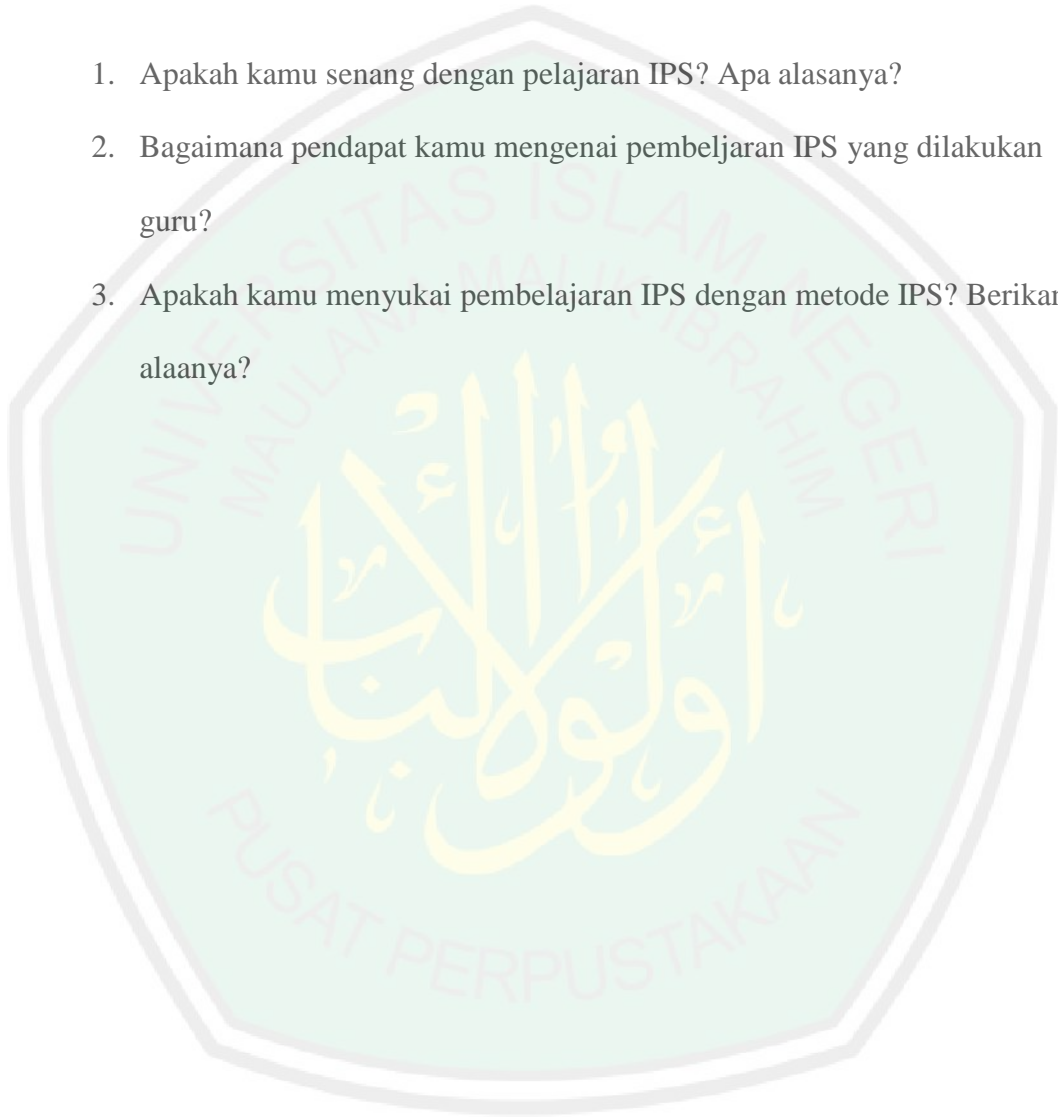 1. Apakah kamu senang dengan pelajaran IPS? Apa alasanya?
2. Bagaimana pendapat kamu mengenai pembeljaran IPS yang dilakukan
guru?
3. Apakah kamu menyukai pembelajaran IPS dengan metode IPS? Berikan
alaanya?
UNIVERSITAS ISLAM NEGERI
MAULANA MALIK IBRAHIM
أولوا الألباب
PUSAT PERPUSTAKAAN